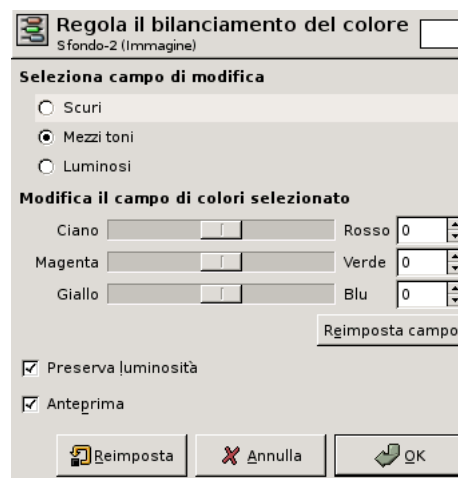 Regola il bilanciamento del colore
Sfondo-2 (Immagine)
Seleziona campo di modifica
Scuri
Mezzi toni
Luminosi
Modifica il campo di colori selezionato
Ciano Rosso 0
Magenta Verde 0
Giallo Blu 0
Reimposta campo
Preserva luminosità
Anteprima
Reimposta Annulla OK